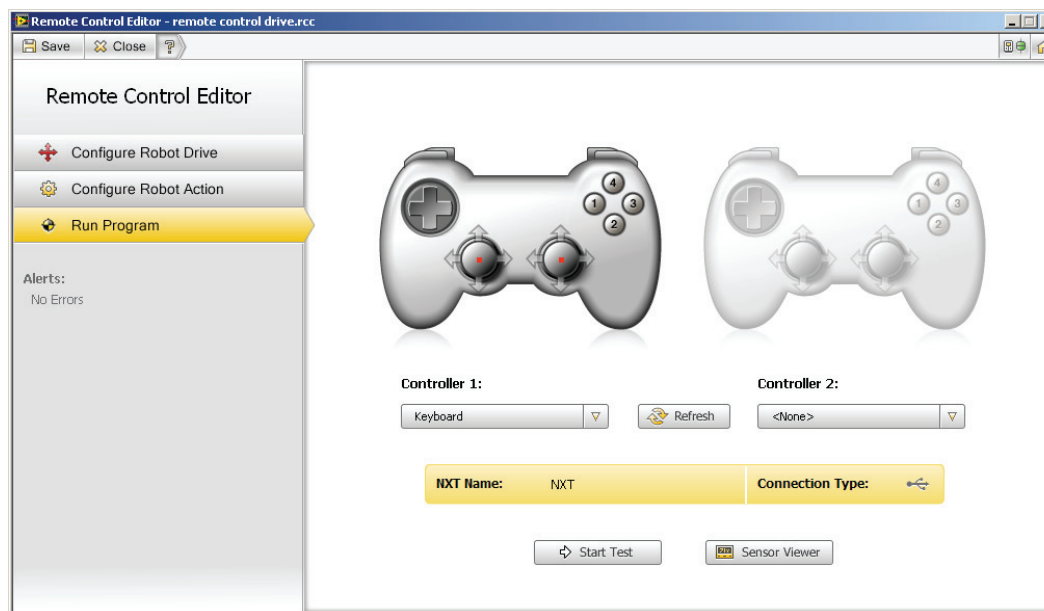 Remote Control Editor - remote control drive.rcc
Save Close ?
Remote Control Editor
Configure Robot Drive
Configure Robot Action
Run Program
Alerts:
No Errors
4
1 3
2
4
1 3
2
Controller 1:
Controller 2:
Keyboard
Refresh
<None>
NXT Name: NXT
Connection Type:
Start Test
Sensor Viewer